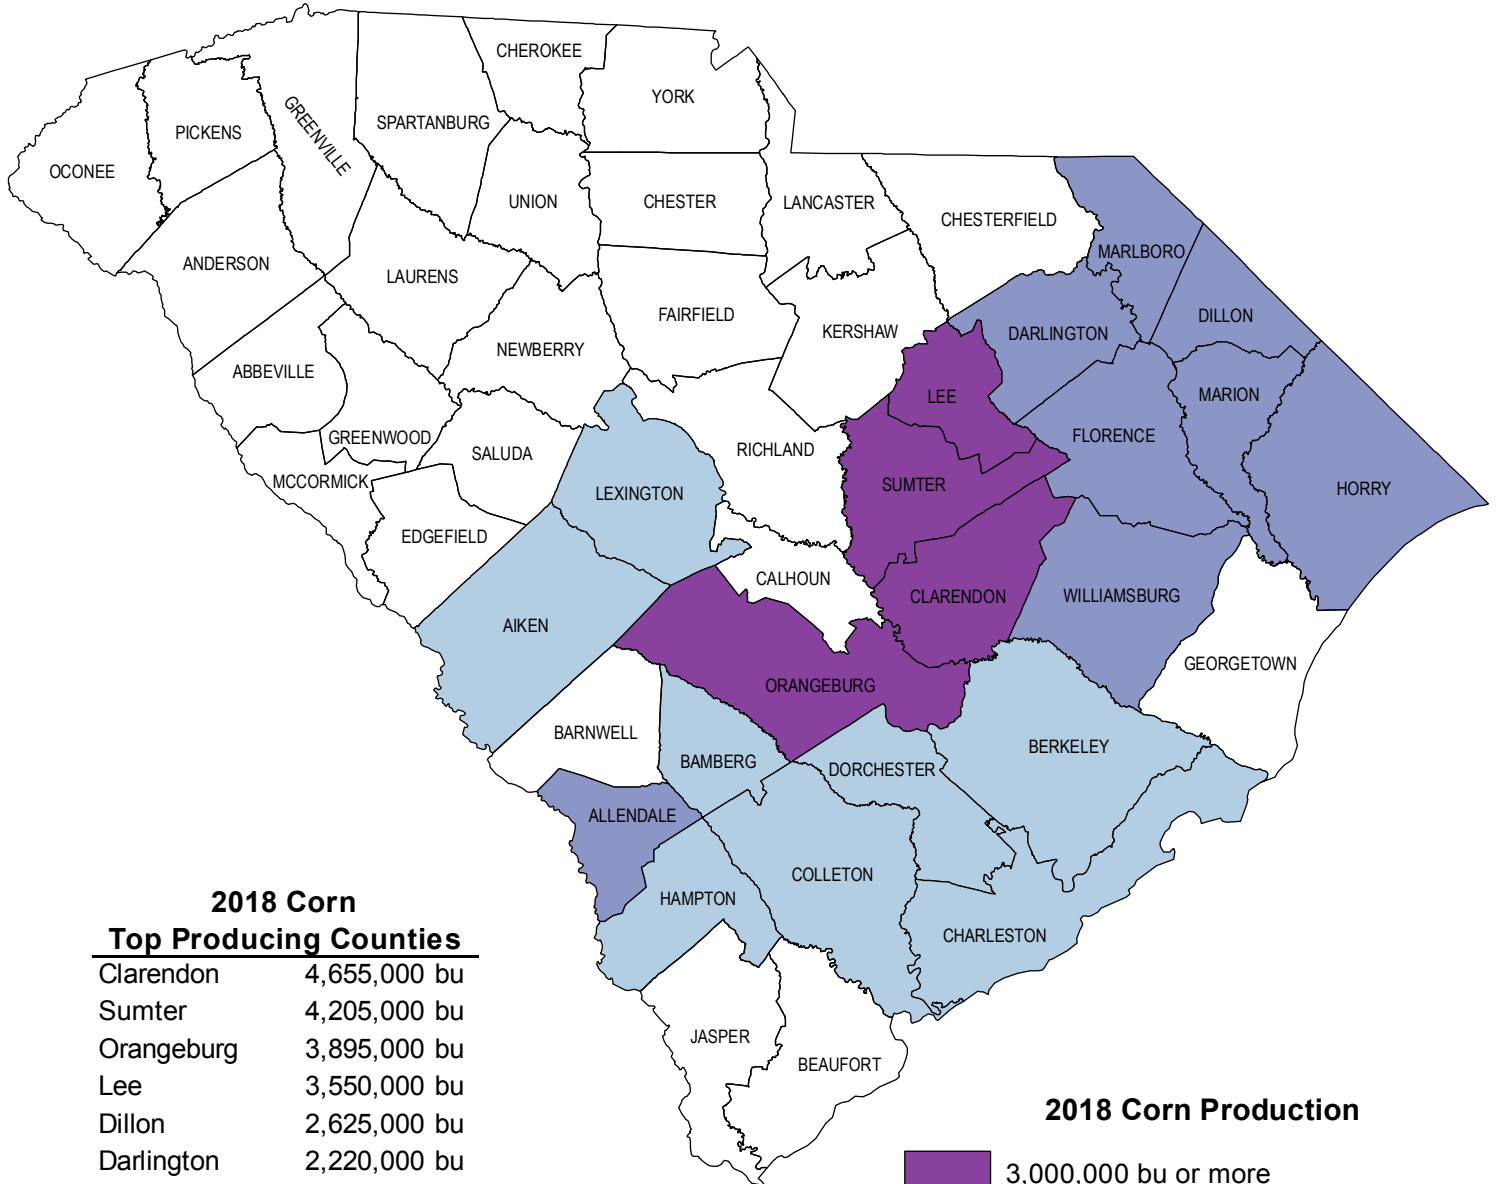 CHEROKEE
YORK
GREENVILLE
SPARTANBURG
PICKENS
OCONEE
UNION
CHESTER
LANCASTER
CHESTERFIELD
ANDERSON
LAURENS
MARLBORO
FAIRFIELD
DILLON
KERSHAW
DARLINGTON
NEWBERRY
ABBEVILLE
LEE
MARION
GREENWOOD
FLORENCE
SALUDA
RICHLAND
MCCORMICK
LEXINGTON
SUMTER
HORRY
EDGEFIELD
CALHOUN
CLARENDON
WILLIAMSBURG
AIKEN
GEORGETOWN
ORANGEBURG
BARNWELL
BERKELEY
BAMBERG
DORCHESTER
ALLENDALE
COLLETON
HAMPTON
CHARLESTON
JASPER
BEAUFORT
2018 Corn
Top Producing Counties
Clarendon 4,655,000 bu
Sumter 4,205,000 bu
Orangeburg 3,895,000 bu
Lee 3,550,000 bu
Dillon 2,625,000 bu
Darlington 2,220,000 bu
2018 Corn Production
3,000,000 bu or more